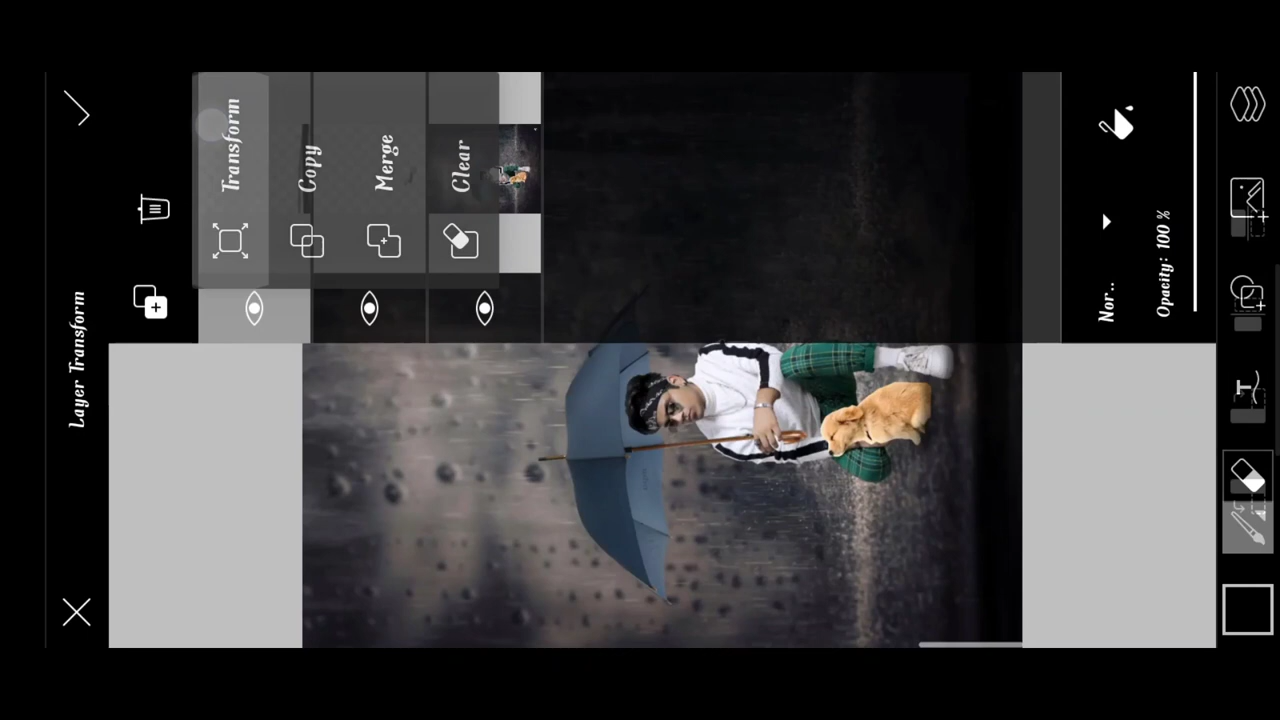 Layer Transform
Transform
Copy
Merge
Clear
Nor..
Opacity: 100 %
T